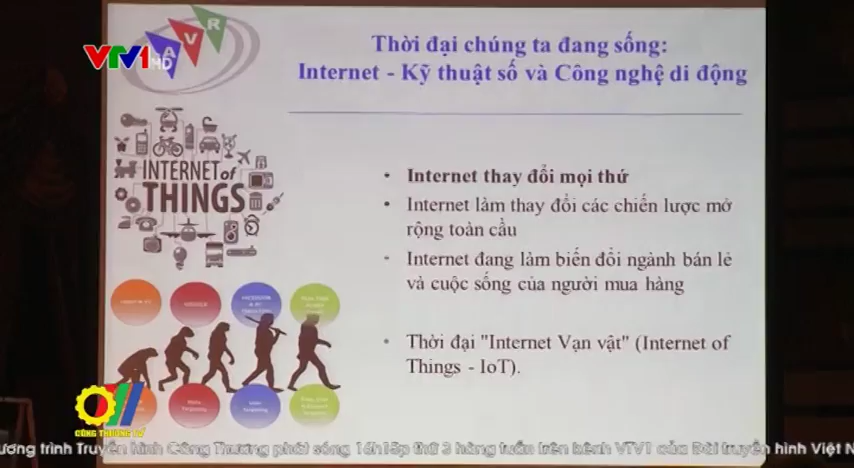 VTV1
HD
AVR
Thời đại chúng ta đang sống:
Internet - Kỹ thuật số và Công nghệ di động
INTERNET of
THINGS
• Internet thay đổi mọi thứ
• Internet làm thay đổi các chiến lược mở
rộng toàn cầu
• Internet đang làm biến đổi ngành bán lẻ
và cuộc sống của người mua hàng
• Thời đại "Internet Vạn vật" (Internet of
Things - IoT).
CÔNG THƯƠNG TV
ương trình Truyền hình Công Thương phát sóng 16h15p thứ 3 hàng tuần trên kênh VTV1 của Đài truyền hình Việt N